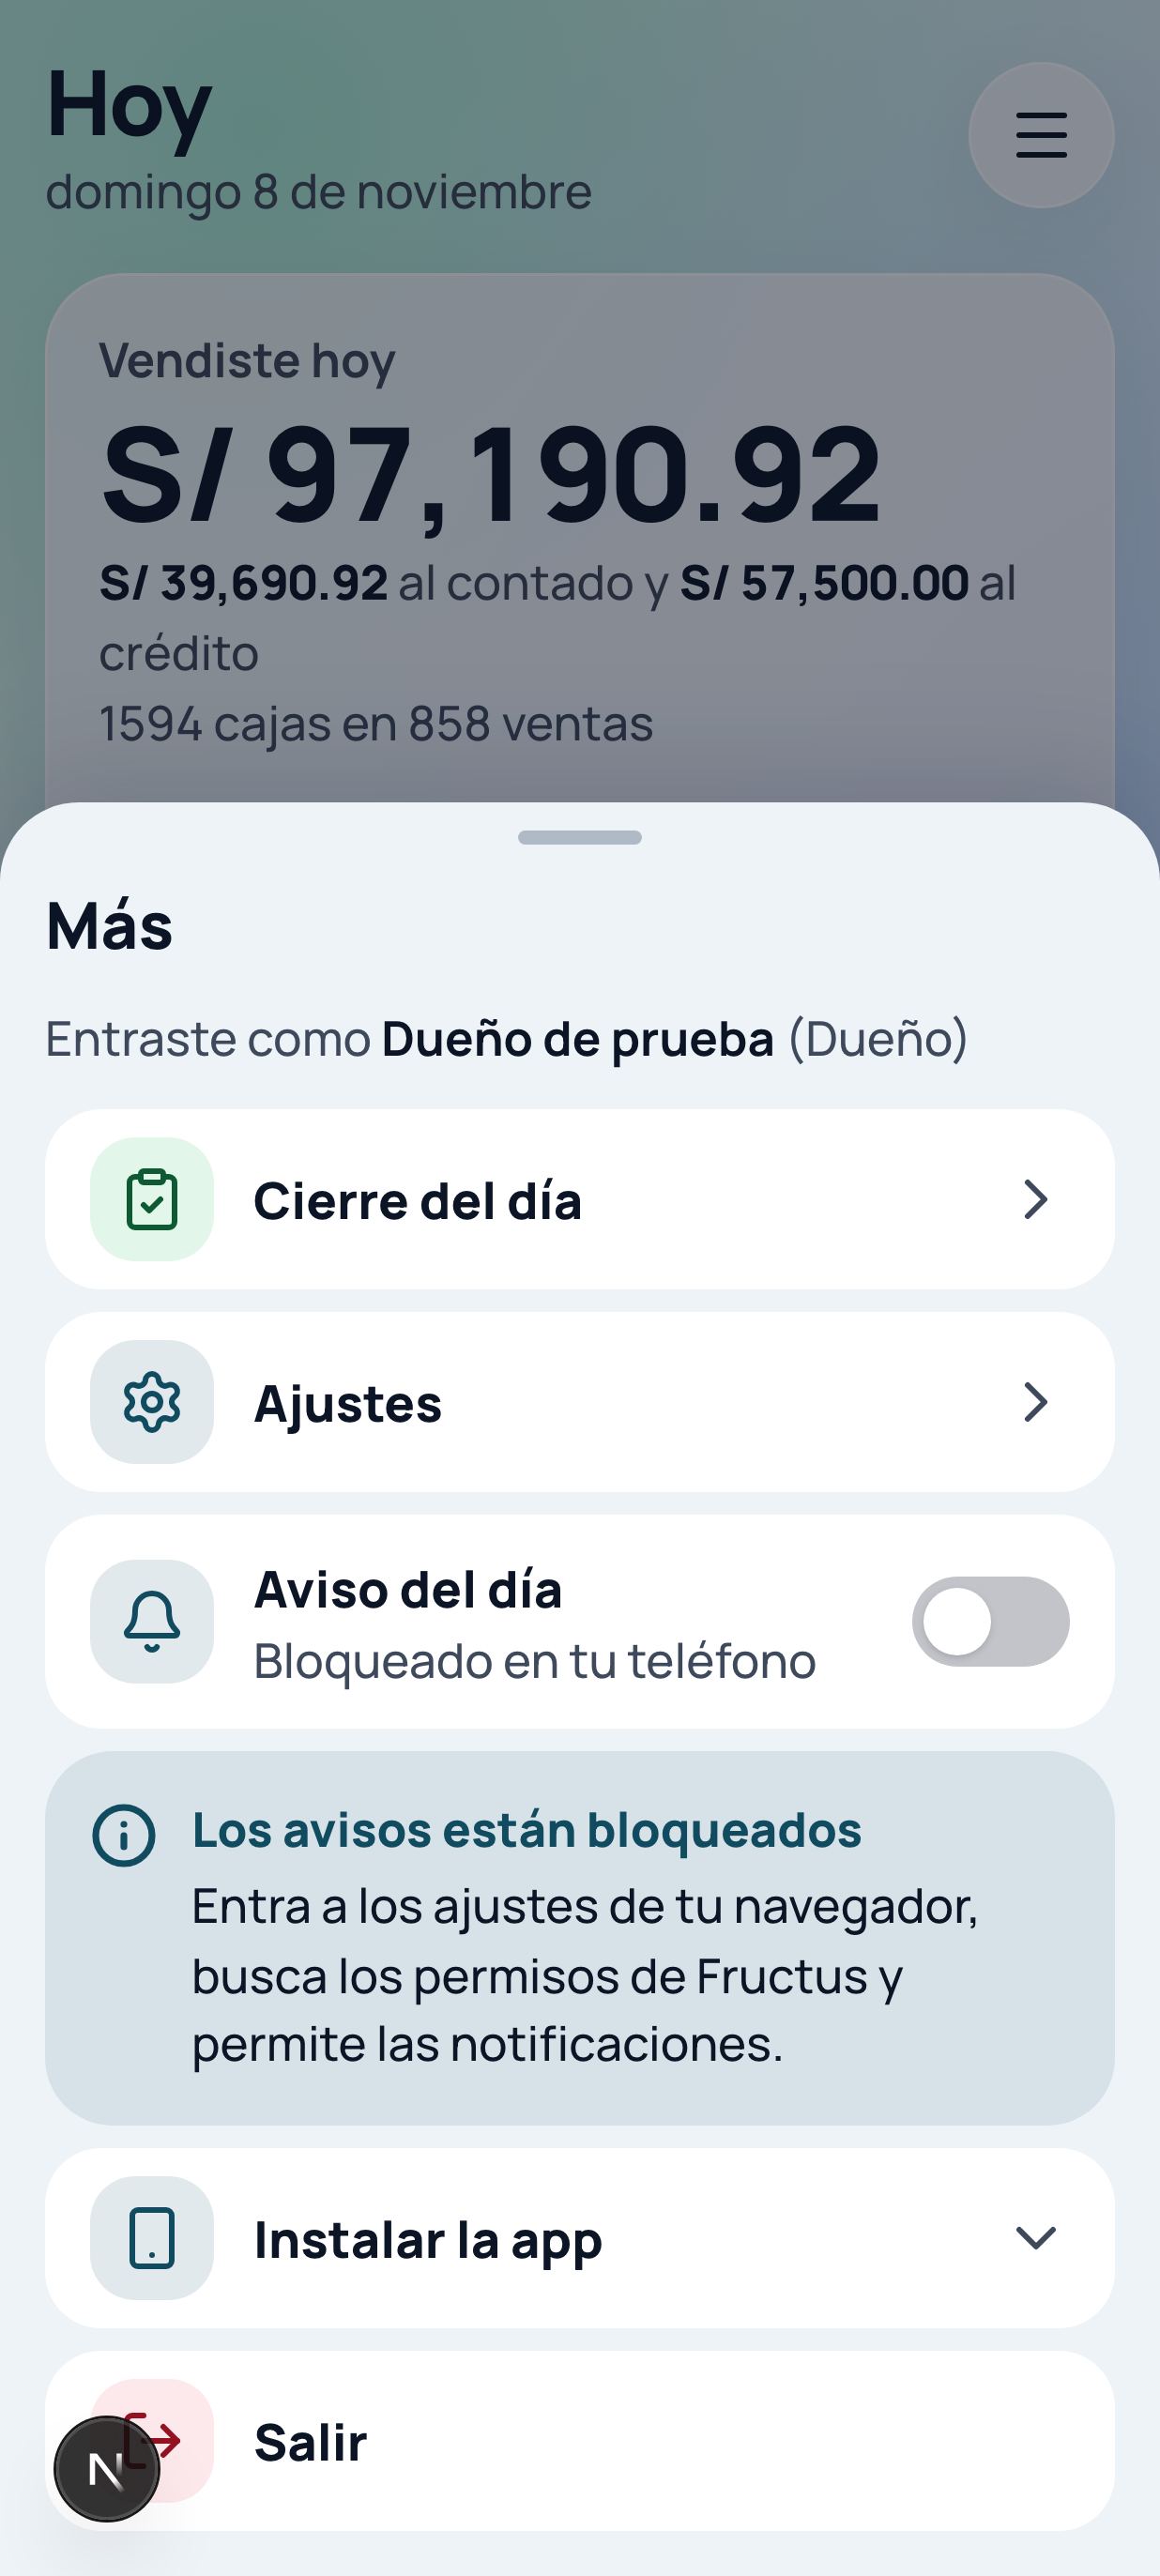 Hoy
domingo 8 de noviembre
Vendiste hoy
S/ 97,190.92
S/ 39,690.92 al contado y S/ 57,500.00 al
crédito
1594 cajas en 858 ventas
Más
Entraste como Dueño de prueba (Dueño)
Cierre del día
Ajustes
Aviso del día
Bloqueado en tu teléfono
Los avisos están bloqueados
Entra a los ajustes de tu navegador,
busca los permisos de Fructus y
permite las notificaciones.
Instalar la app
Salir
N